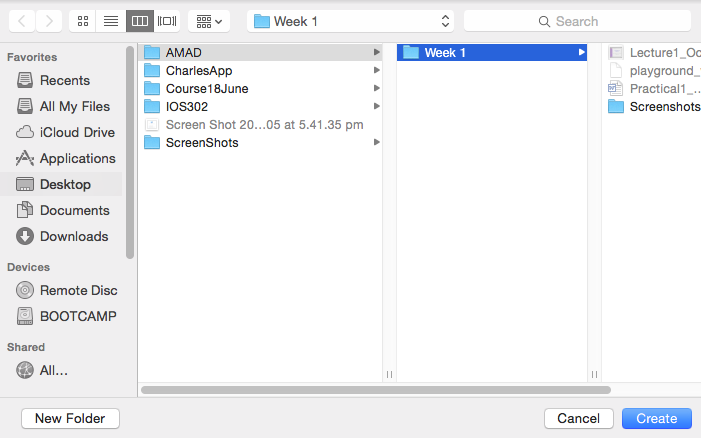 Week 1
Search
Favorites
Recents
All My Files
iCloud Drive
Applications
Desktop
Documents
Downloads
Devices
Remote Disc
BOOTCAMP
Shared
All...
AMAD
CharlesApp
Course18June
IOS302
Screen Shot 20...05 at 5.41.35 pm
ScreenShots
Week 1
Lecture1_Oc
playground_
Practical1_...
Screenshots
New Folder
Cancel
Create